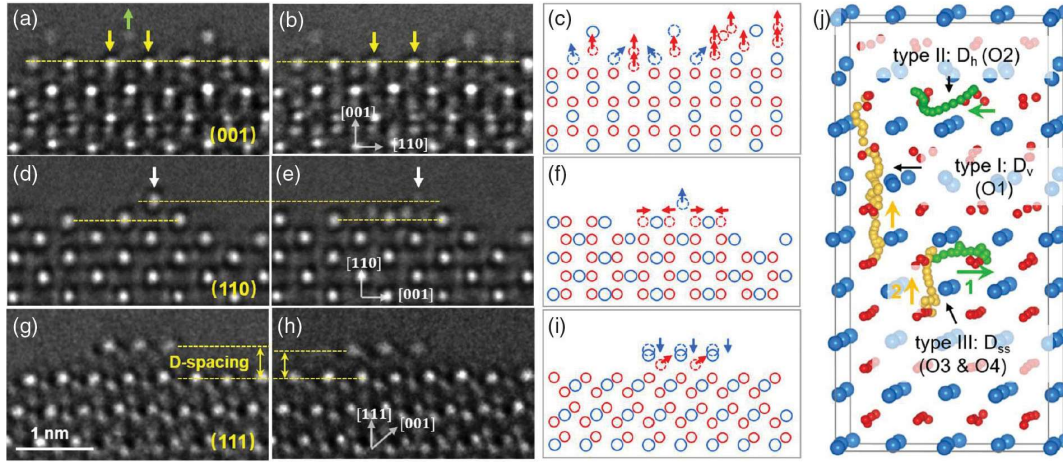 (a)
(b)
(c)
(001)
[001]
[110]
(d)
(e)
(f)
(110)
[110]
[001]
(g)
(h)
(i)
D-spacing
1 nm
(111)
[111]
[001]
(j)
type II: Dh (O2)
type I: Dv
(O1)
1
2
type III: Dss
(O3 & O4)